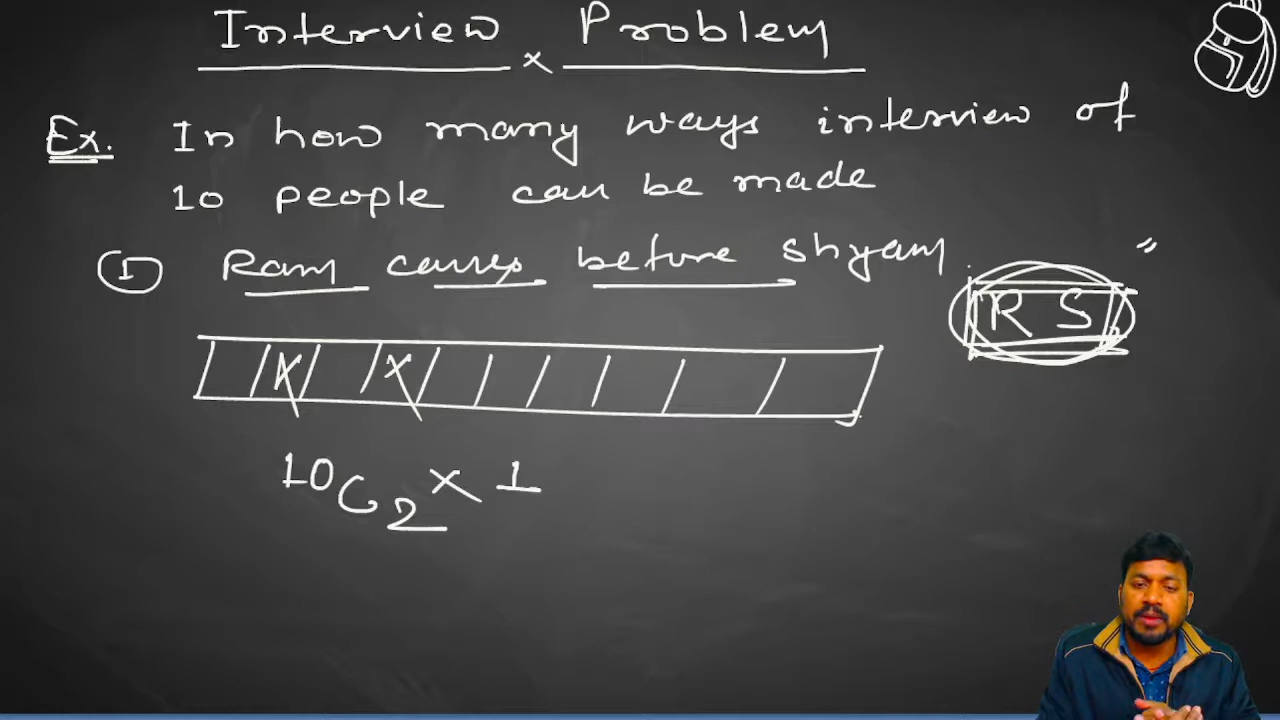 Interview Problem
Ex. In how many ways interview of
10 people can be made
① Ram comes before shyam
R S
¹⁰C₂ × 1